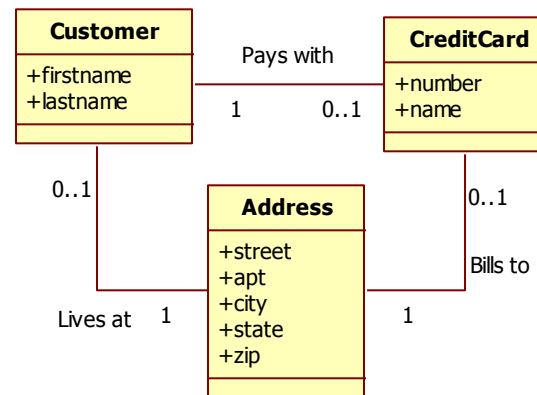 Customer
+firstname
+lastname
Pays with
1
0..1
CreditCard
+number
+name
0..1
0..1
Address
+street
+apt
+city
+state
+zip
Lives at
1
1
Bills to